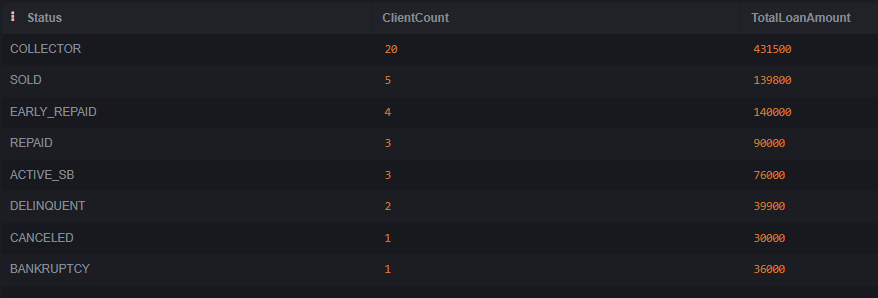 Status ClientCount TotalLoanAmount
COLLECTOR 20 431500
SOLD 5 139800
EARLY_REPAID 4 140000
REPAID 3 90000
ACTIVE_SB 3 76000
DELINQUENT 2 39900
CANCELED 1 30000
BANKRUPTCY 1 36000